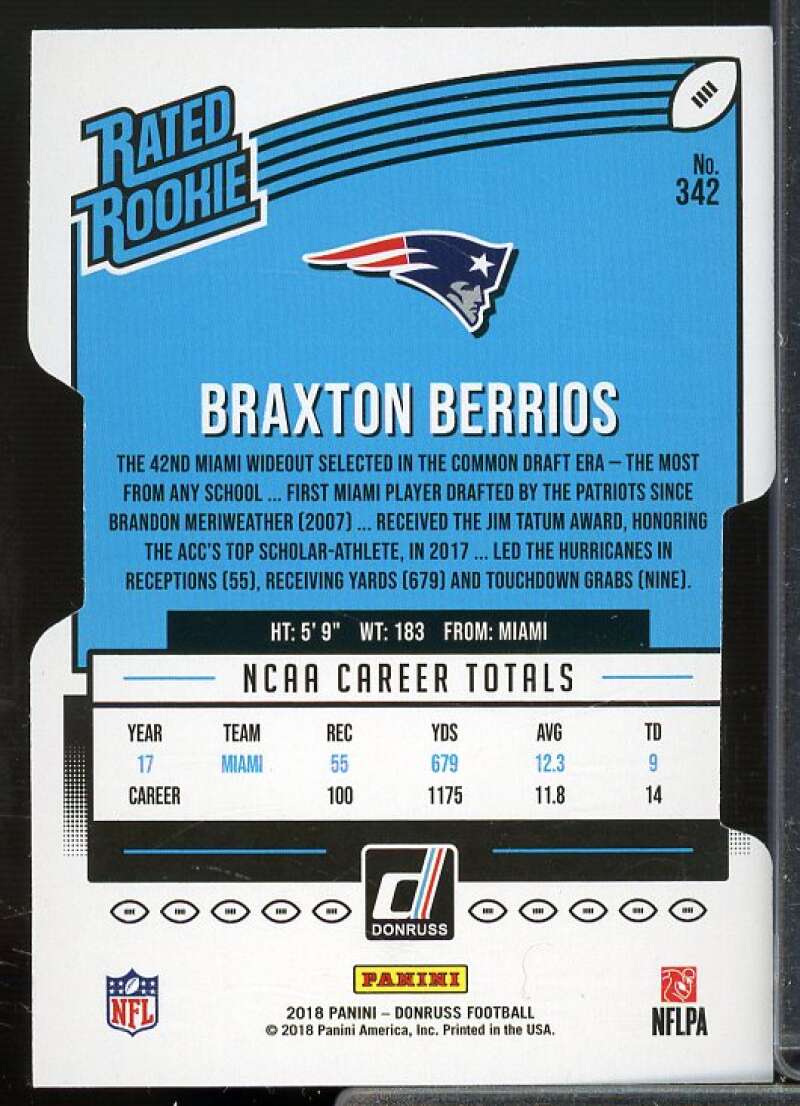 RATED
ROOKIE
No.
342
BRAXTON BERRIOS
THE 42ND MIAMI WIDEOUT SELECTED IN THE COMMON DRAFT ERA – THE MOST
FROM ANY SCHOOL ... FIRST MIAMI PLAYER DRAFTED BY THE PATRIOTS SINCE
BRANDON MERIWEATHER (2007) ... RECEIVED THE JIM TATUM AWARD, HONORING
THE ACC'S TOP SCHOLAR-ATHLETE, IN 2017 ... LED THE HURRICANES IN
RECEPTIONS (55), RECEIVING YARDS (679) AND TOUCHDOWN GRABS (NINE).
HT: 5' 9" WT: 183 FROM: MIAMI
NCAA CAREER TOTALS
YEAR TEAM REC YDS AVG TD
17 MIAMI 55 679 12.3 9
CAREER 100 1175 11.8 14
d
DONRUSS
NFL
PANINI
NFLPA
2018 PANINI – DONRUSS FOOTBALL
© 2018 Panini America, Inc. Printed in the USA.